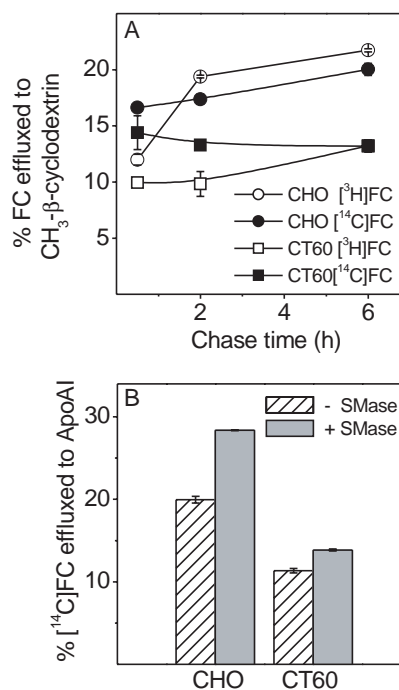 A
% FC effluxed to
CH₃-β-cyclodextrin
20
15
10
5
CHO [³H]FC
CHO [¹⁴C]FC
CT60 [³H]FC
CT60[¹⁴C]FC
2 4 6
Chase time (h)
B
% [¹⁴C]FC effluxed to ApoAI
30
20
10
- SMase
+ SMase
CHO CT60